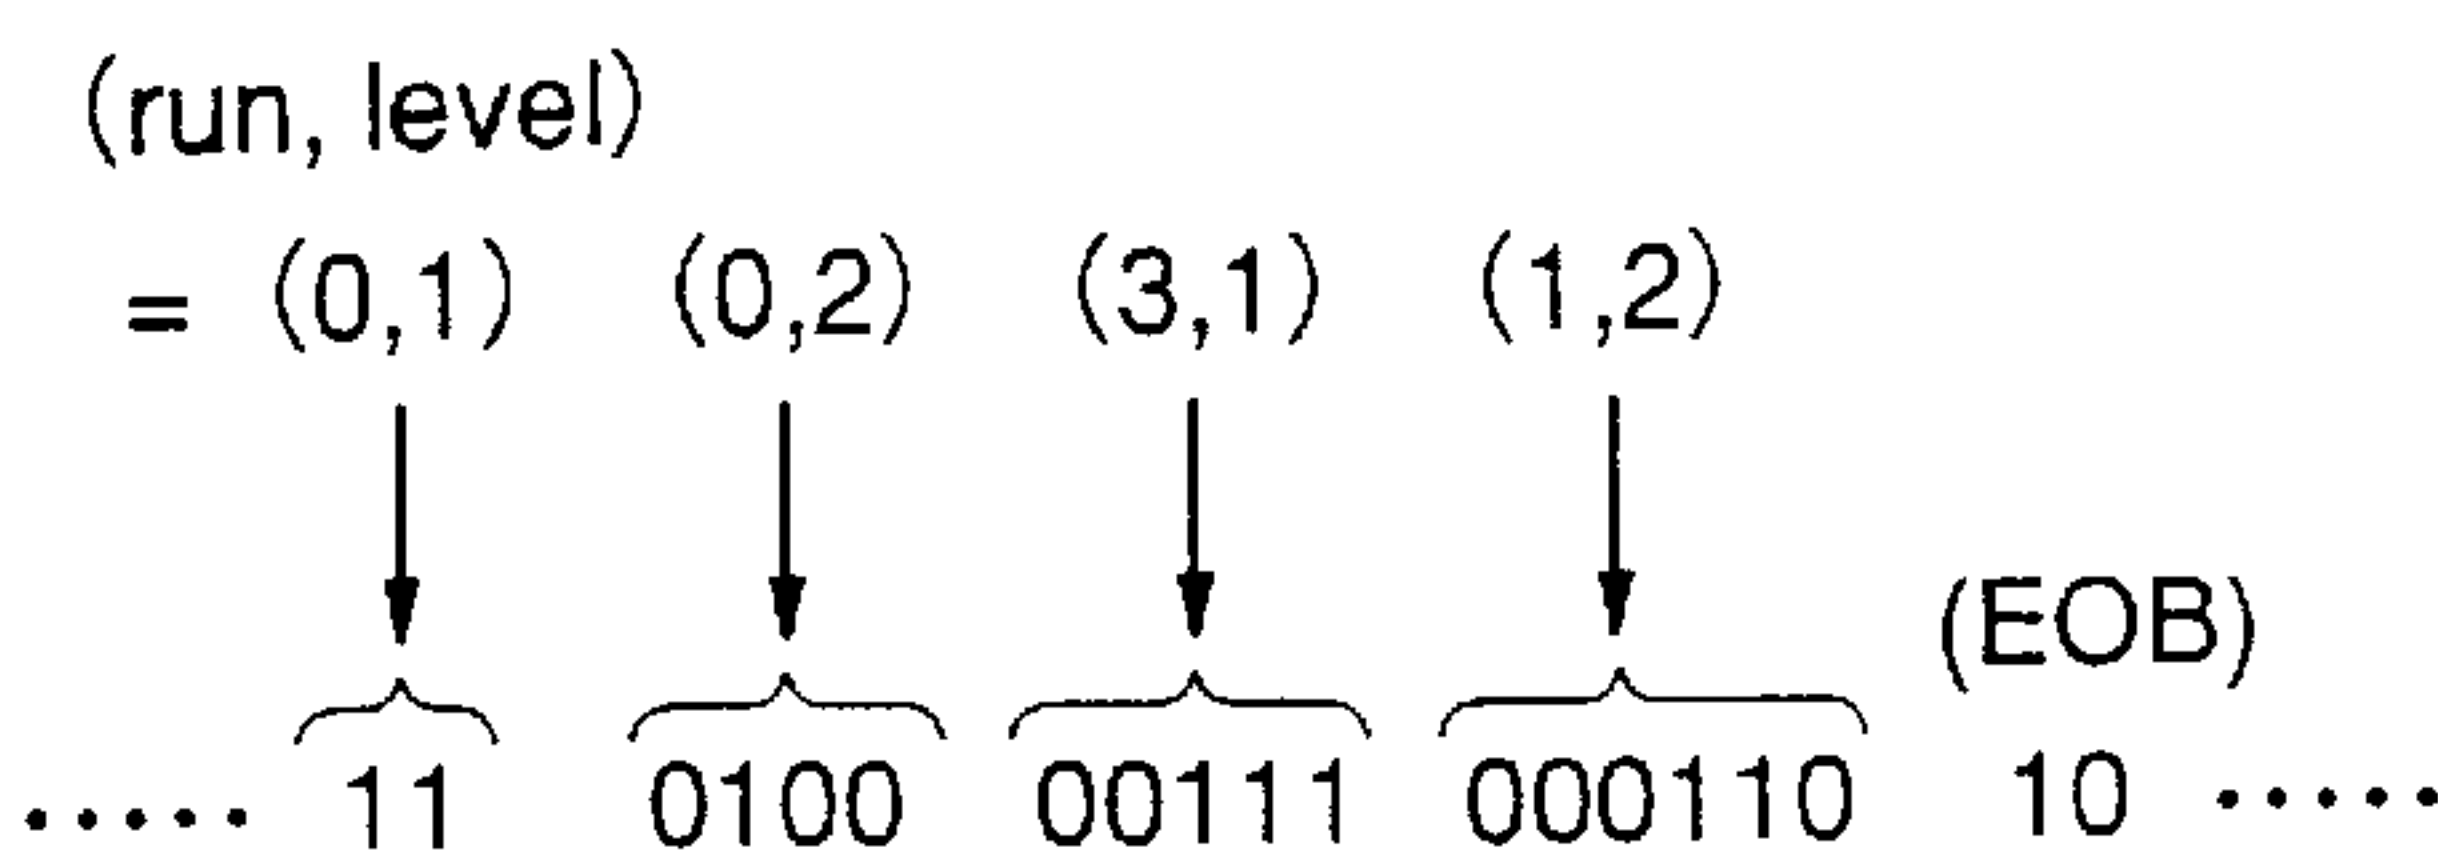 (run, level)
= (0,1) (0,2) (3,1) (1,2)
(EOB)
..... 11 0100 00111 000110 10 .....